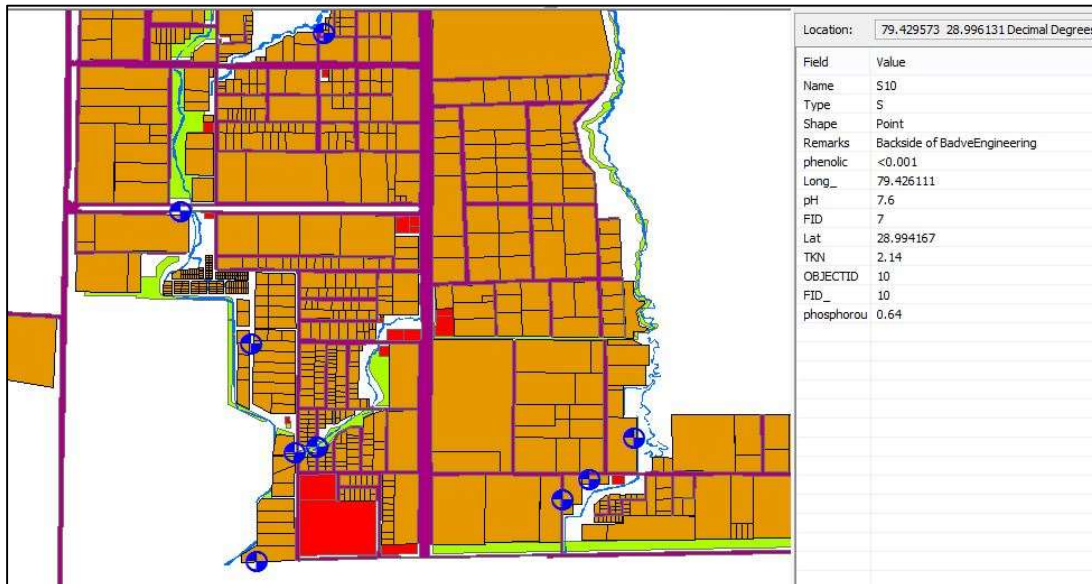 Location: 79.429573 28.996131 Decimal Degrees
Field Value
Name S10
Type S
Shape Point
Remarks Backside of BadveEngineering
phenolic <0.001
Long_ 79.426111
pH 7.6
FID 7
Lat 28.994167
TKN 2.14
OBJECTID 10
FID_ 10
phosphorou 0.64